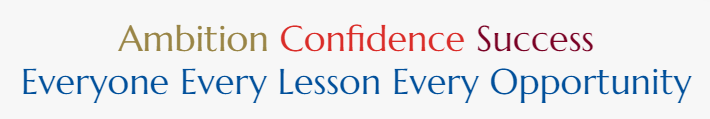 Ambition Confidence Success
Everyone Every Lesson Every Opportunity